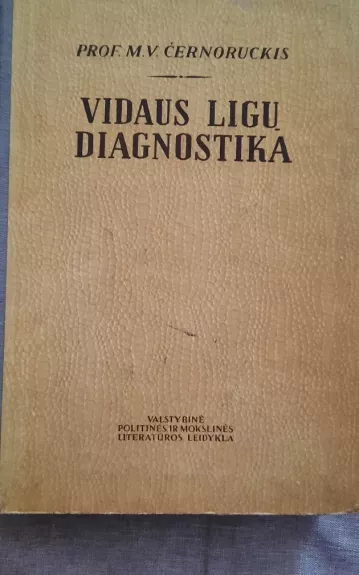 PROF. M. V. ČERNORUCKIS
VIDAUS LIGŲ
DIAGNOSTIKA
VALSTYBINĖ
POLITINĖS IR MOKSLINĖS
LITERATŪROS LEIDYKLA